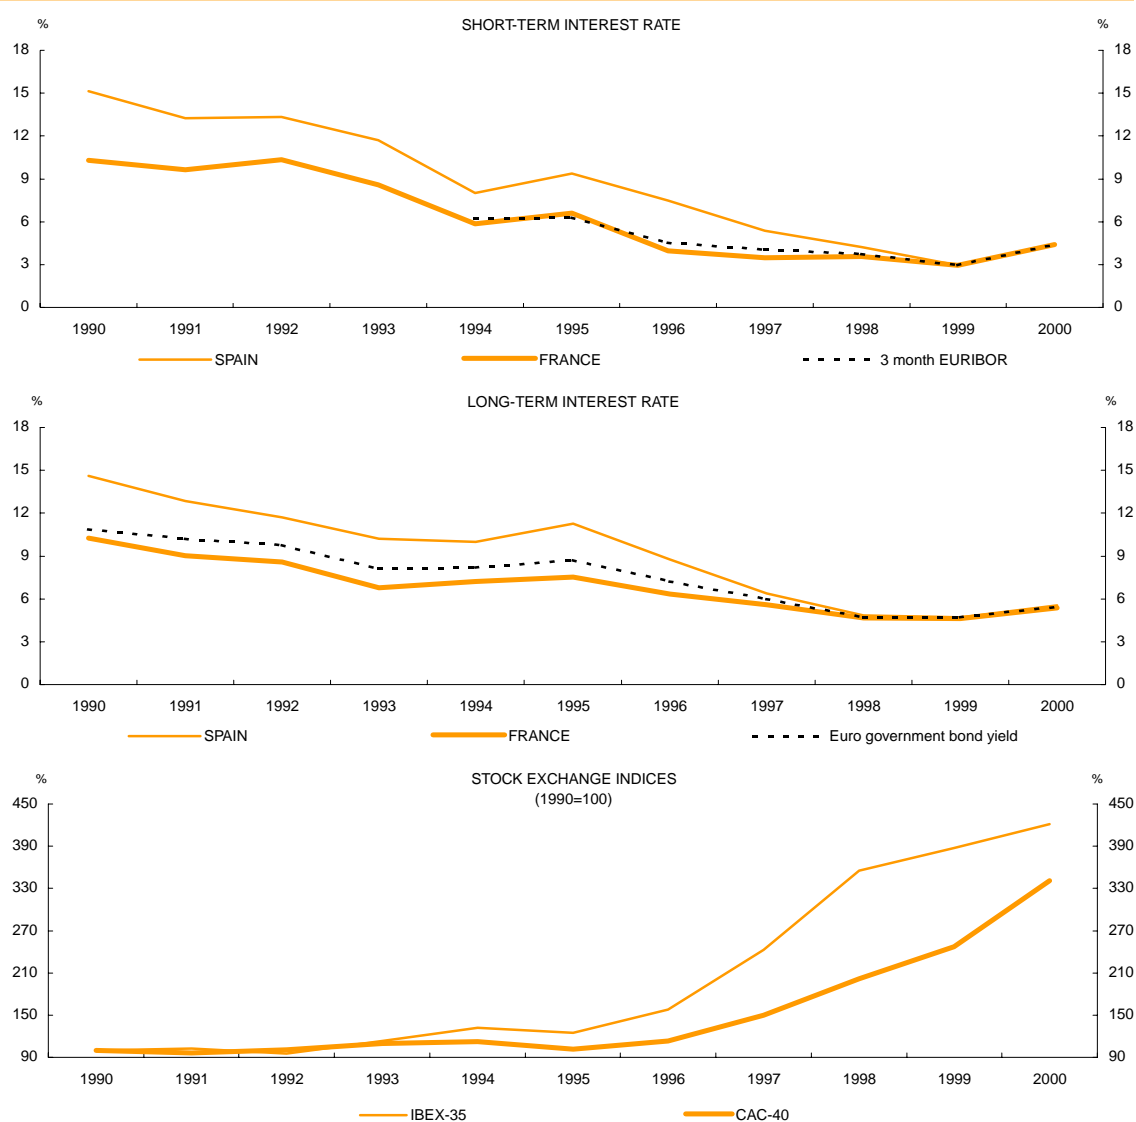 SHORT-TERM INTEREST RATE
% %
18 18
15 15
12 12
9 9
6 6
3 3
0 0
1990 1991 1992 1993 1994 1995 1996 1997 1998 1999 2000
SPAIN FRANCE 3 month EURIBOR
LONG-TERM INTEREST RATE
% %
18 18
15 15
12 12
9 9
6 6
3 3
0 0
1990 1991 1992 1993 1994 1995 1996 1997 1998 1999 2000
SPAIN FRANCE Euro government bond yield
STOCK EXCHANGE INDICES
% %
(1990=100)
450 450
390 390
330 330
270 270
210 210
150 150
90 90
1990 1991 1992 1993 1994 1995 1996 1997 1998 1999 2000
IBEX-35 CAC-40